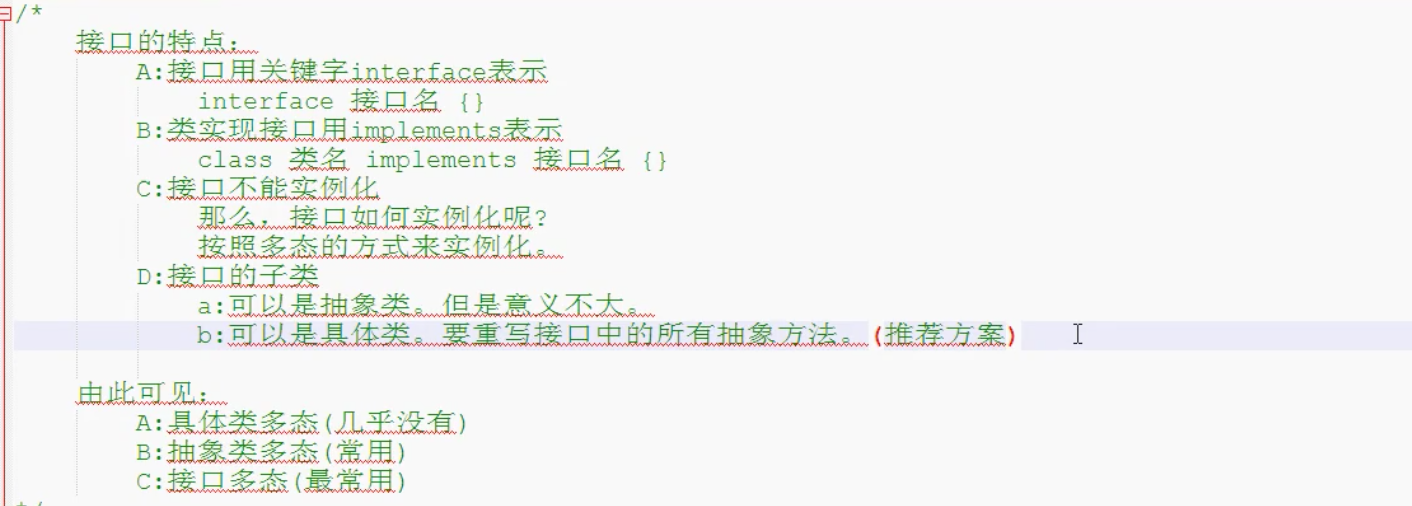 /*
接口的特点：
A:接口用关键字interface表示
interface 接口名 {}
B:类实现接口用implements表示
class 类名 implements 接口名 {}
C:接口不能实例化
那么，接口如何实例化呢?
按照多态的方式来实例化。
D:接口的子类
a:可以是抽象类。但是意义不大。
b:可以是具体类。要重写接口中的所有抽象方法。(推荐方案)
由此可见：
A:具体类多态(几乎没有)
B:抽象类多态(常用)
C:接口多态(最常用)